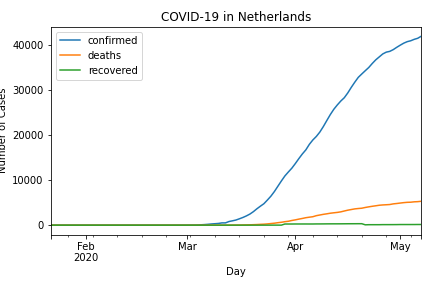 COVID-19 in Netherlands
confirmed
deaths
recovered
Number of Cases
40000
30000
20000
10000
0
Feb
2020
Mar
Apr
May
Day